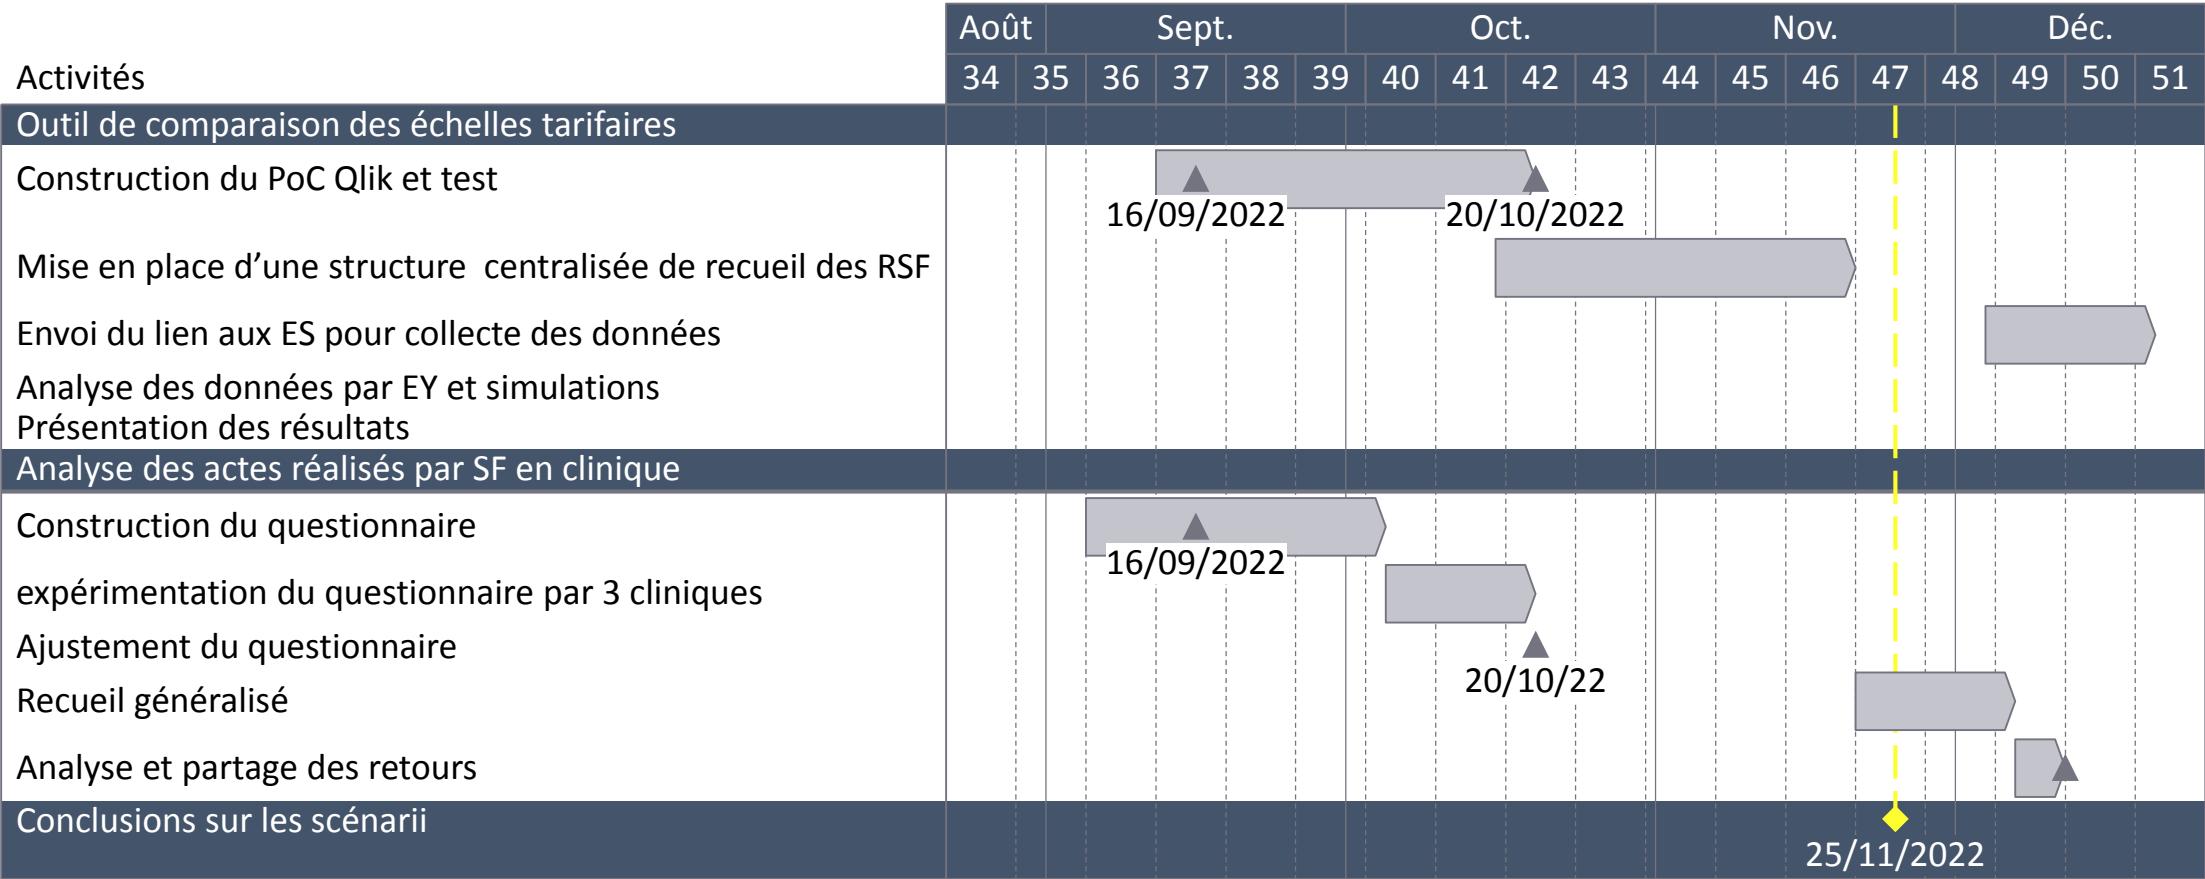 Août Sept. Oct. Nov. Déc.
Activités 34 35 36 37 38 39 40 41 42 43 44 45 46 47 48 49 50 51
Outil de comparaison des échelles tarifaires
Construction du PoC Qlik et test
16/09/2022 20/10/2022
Mise en place d’une structure  centralisée de recueil des RSF
Envoi du lien aux ES pour collecte des données
Analyse des données par EY et simulations
Présentation des résultats
Analyse des actes réalisés par SF en clinique
Construction du questionnaire
16/09/2022
expérimentation du questionnaire par 3 cliniques
Ajustement du questionnaire
20/10/22
Recueil généralisé
Analyse et partage des retours
Conclusions sur les scénarii
25/11/2022